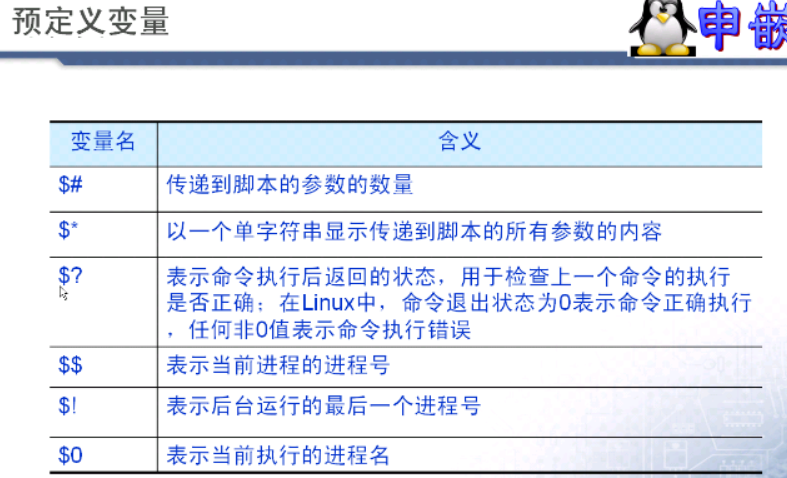 预定义变量
申嵌
变量名 含义
$# 传递到脚本的参数的数量
$* 以一个单字符串显示传递到脚本的所有参数的内容
$? 表示命令执行后返回的状态，用于检查上一个命令的执行
是否正确；在Linux中，命令退出状态为0表示命令正确执行
，任何非0值表示命令执行错误
$$ 表示当前进程的进程号
$! 表示后台运行的最后一个进程号
$0 表示当前执行的进程名